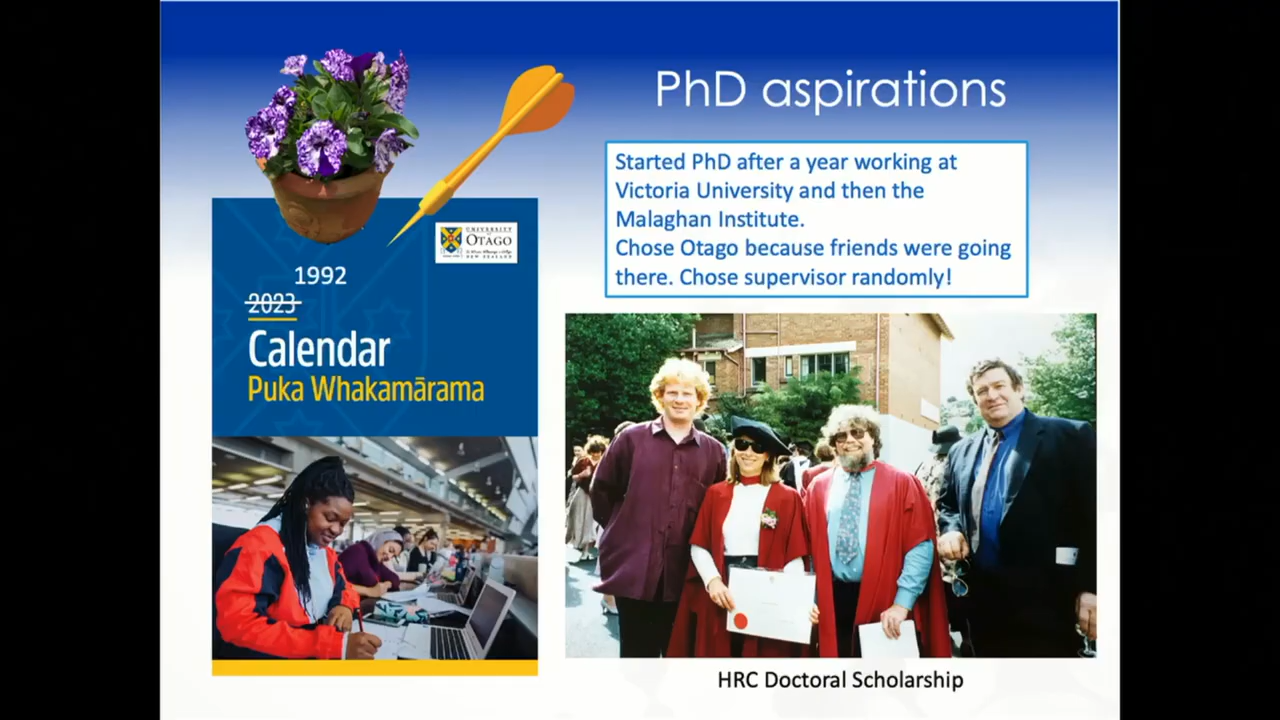 PhD aspirations
Started PhD after a year working at
Victoria University and then the
Malaghan Institute.
Chose Otago because friends were going
there. Chose supervisor randomly!
UNIVERSITY
of
OTAGO
NEW ZEALAND
1992
2023
Calendar
Puka Whakamārama
HRC Doctoral Scholarship